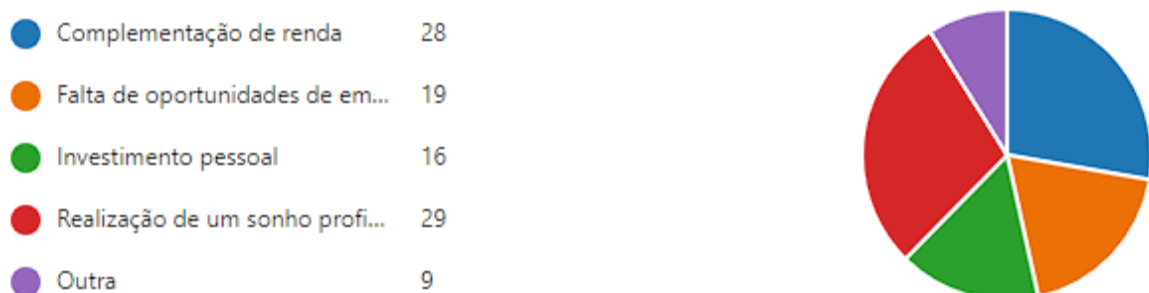 Complementação de renda 28
Falta de oportunidades de em... 19
Investimento pessoal 16
Realização de um sonho profi... 29
Outra 9